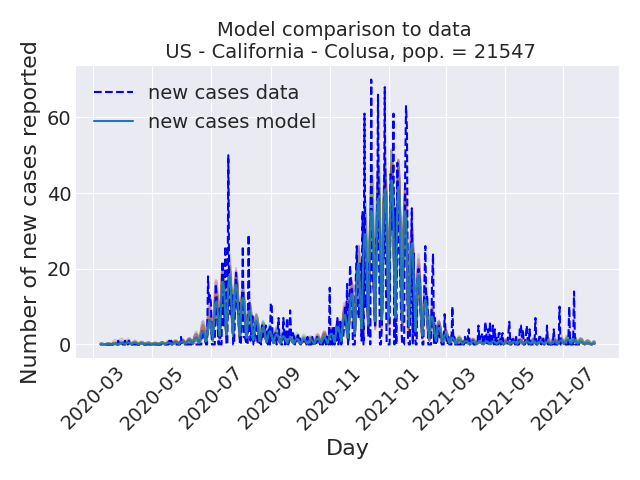 Model comparison to data
US - California - Colusa, pop. = 21547
Number of new cases reported
60
40
20
0
new cases data
new cases model
2020-03
2020-05
2020-07
2020-09
2020-11
2021-01
2021-03
2021-05
2021-07
Day